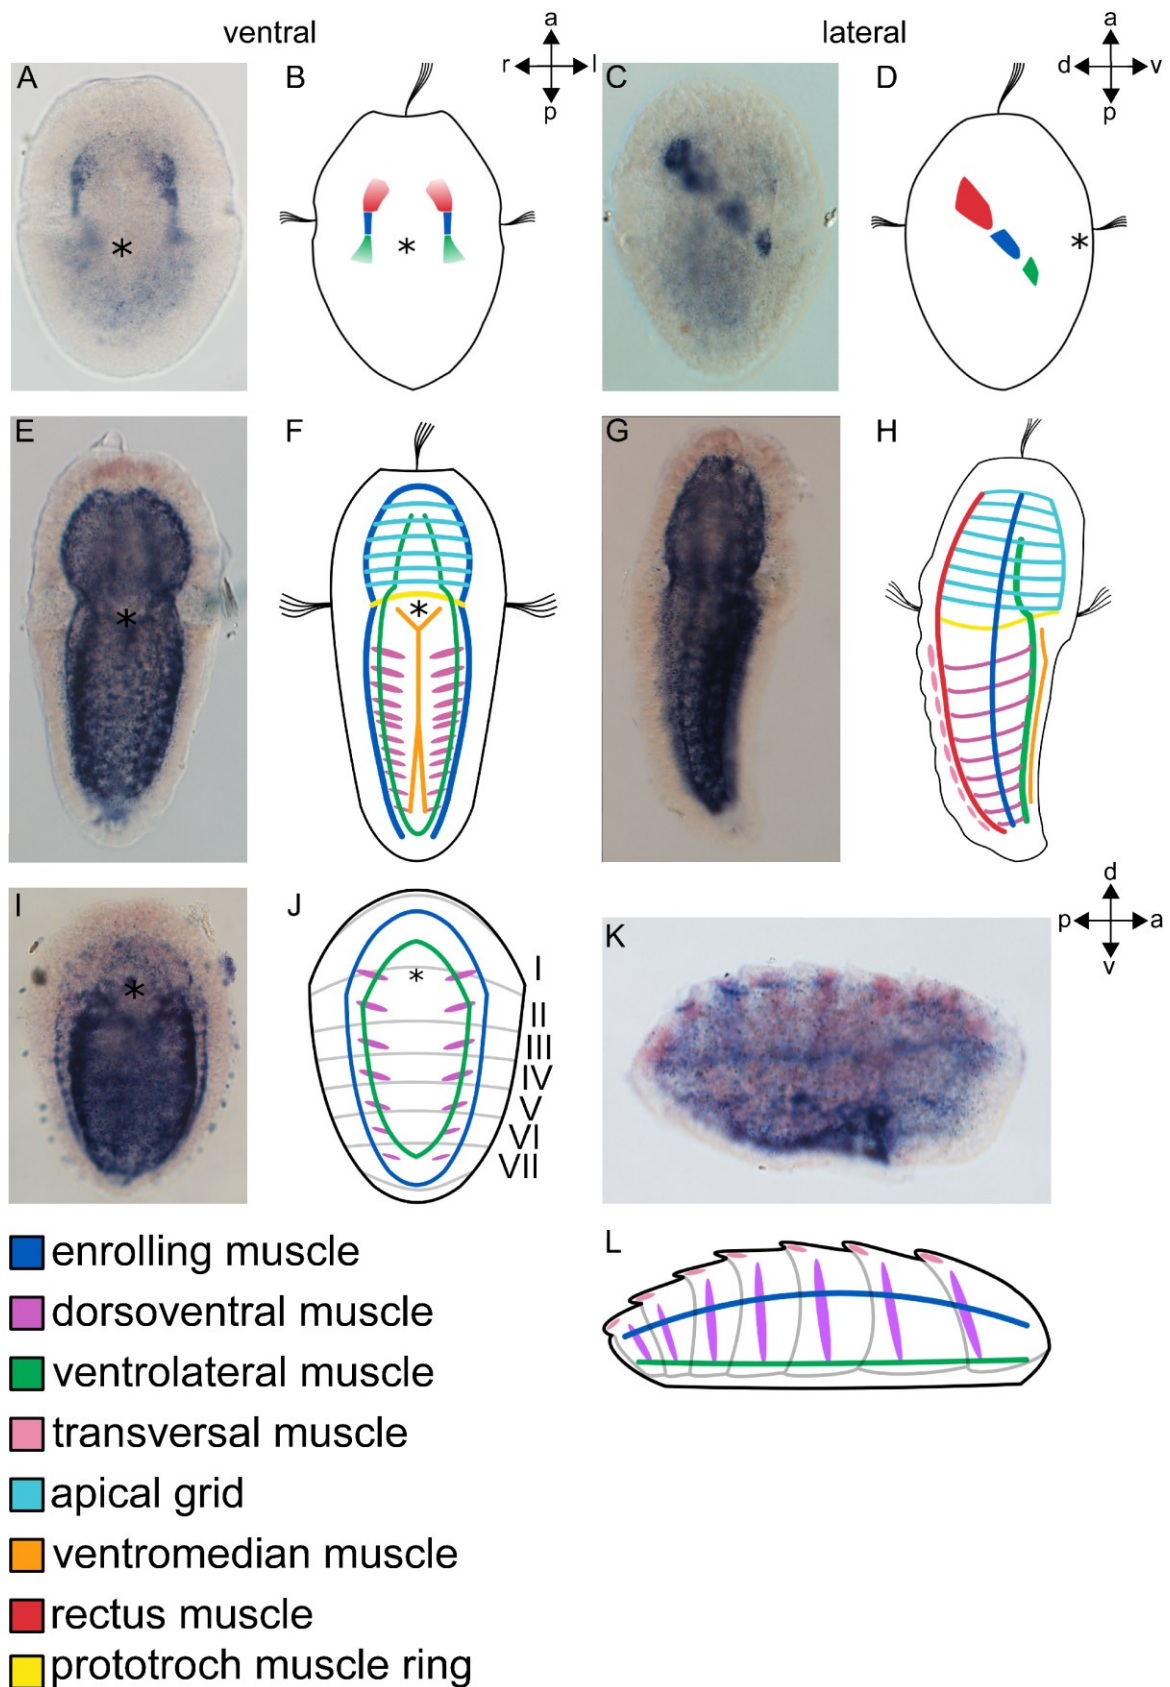 ventral
a
r l
p
lateral
a
d v
p
A
B
*
*
C
D
*
E
F
*
*
G
H
I
J
*
*
I
II
III
IV
V
VI
VII
d
p a
v
K
L
enrolling muscle
dorsoventral muscle
ventrolateral muscle
transversal muscle
apical grid
ventromedian muscle
rectus muscle
prototroch muscle ring